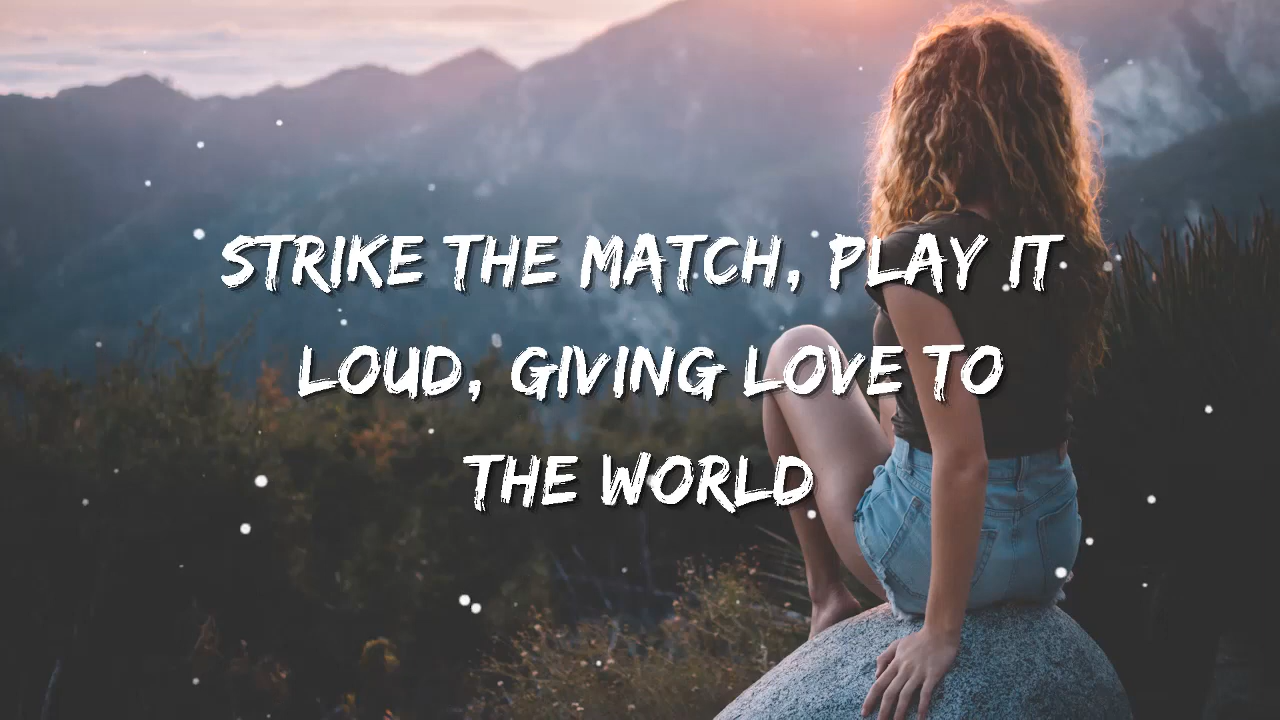 STRIKE THE MATCH, PLAY IT
LOUD, GIVING LOVE TO
THE WORLD